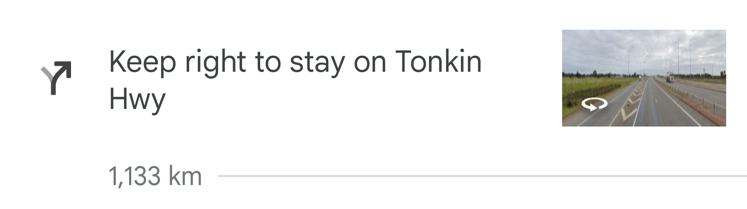 Keep right to stay on Tonkin
Hwy
1,133 km